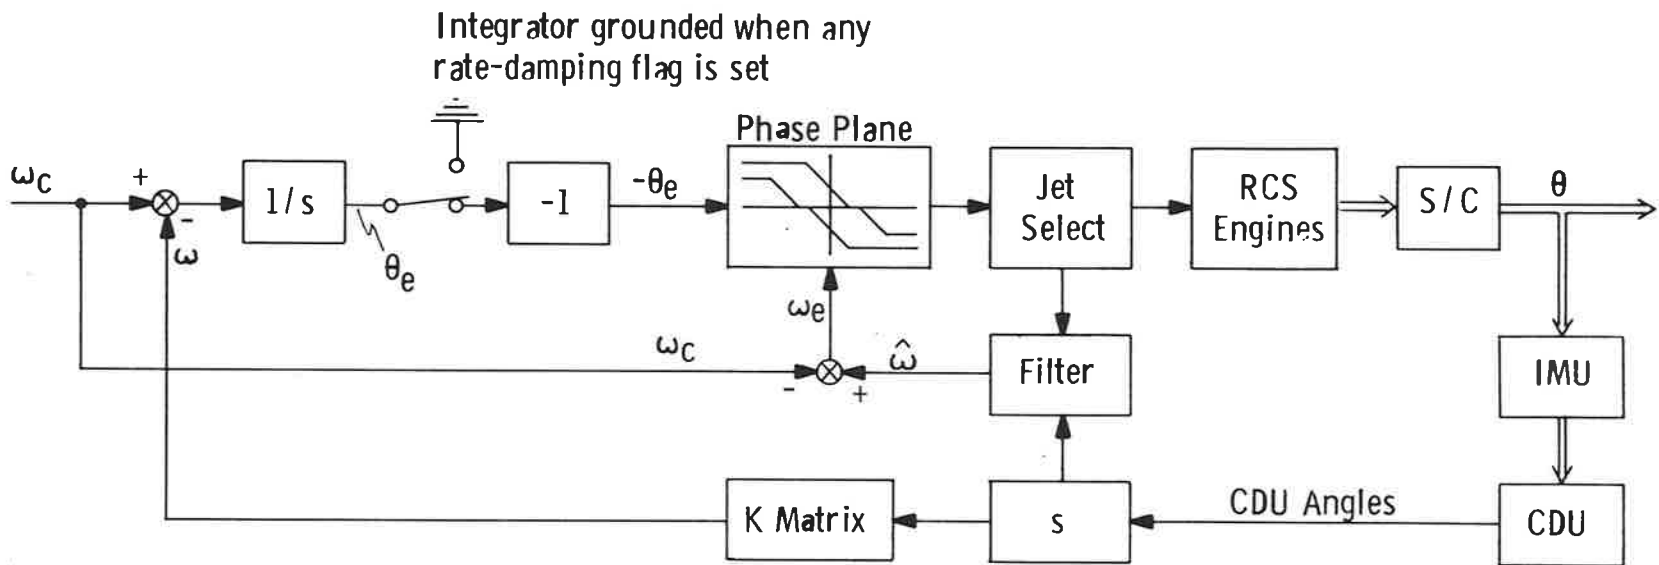 Integrator grounded when any
rate-damping flag is set
Phase Plane
ωc
+
-
ω
1/s
θe
-1
-θe
Jet
Select
RCS
Engines
S/C
θ
ωe
ωc
-
+
ω̂
Filter
IMU
K Matrix
s
CDU Angles
CDU